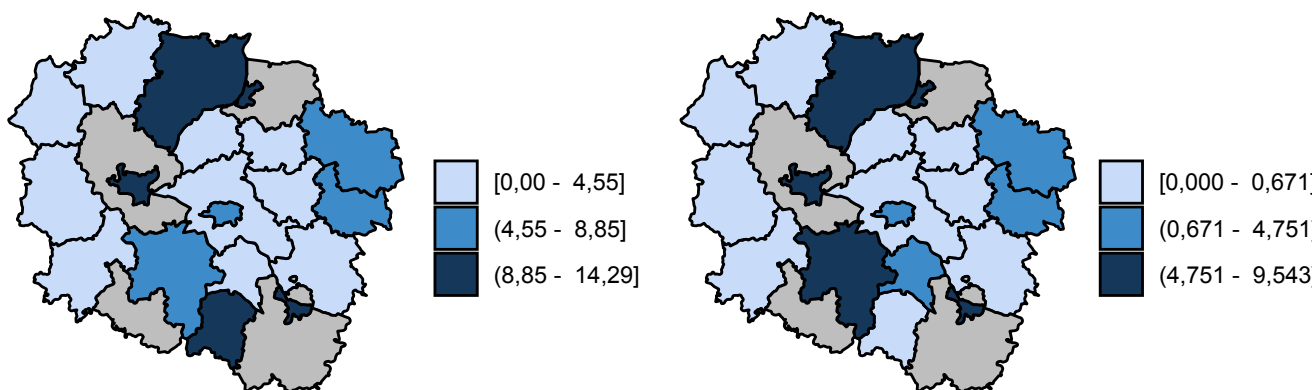 [0,00 - 4,55]
(4,55 - 8,85]
(8,85 - 14,29]
[0,000 - 0,671]
(0,671 - 4,751]
(4,751 - 9,543]